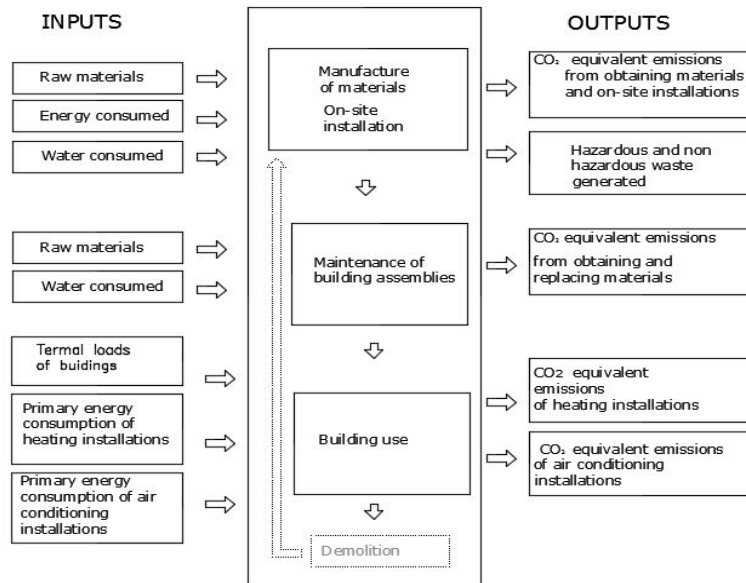 INPUTS
OUTPUTS
Raw materials
Energy consumed
Water consumed
Manufacture
of materials
On-site
installation
CO₂ equivalent emissions
from obtaining materials
and on-site installations
Hazardous and non
hazardous waste
generated
Raw materials
Water consumed
Maintenance of
building assemblies
CO₂ equivalent emissions
from obtaining and
replacing materials
Termal loads
of buidings
Primary energy
consumption of
heating installations
Primary energy
consumption of air
conditioning
installations
Building use
CO2 equivalent
emissions
of heating installations
CO₂ equivalent emissions
of air conditioning
installations
Demolition